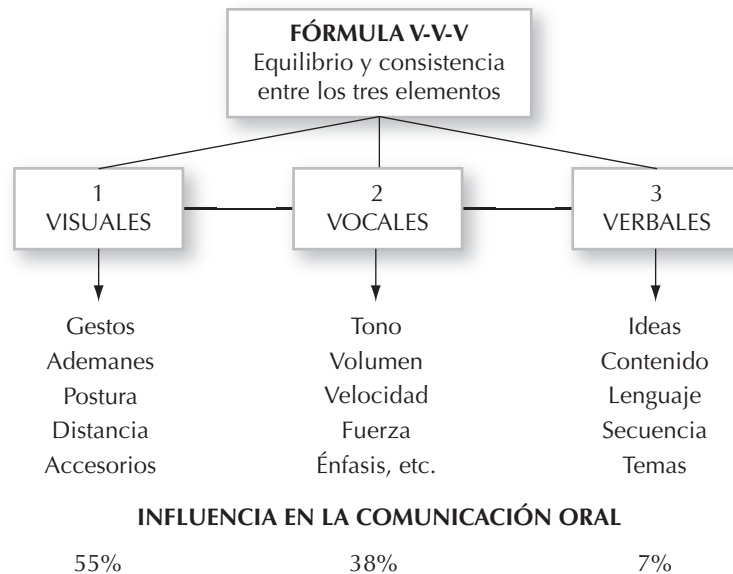 FÓRMULA V-V-V
Equilibrio y consistencia
entre los tres elementos
1
VISUALES
2
VOCALES
3
VERBALES
Gestos
Ademanes
Postura
Distancia
Accesorios
Tono
Volumen
Velocidad
Fuerza
Énfasis, etc.
Ideas
Contenido
Lenguaje
Secuencia
Temas
INFLUENCIA EN LA COMUNICACIÓN ORAL
55% 38% 7%